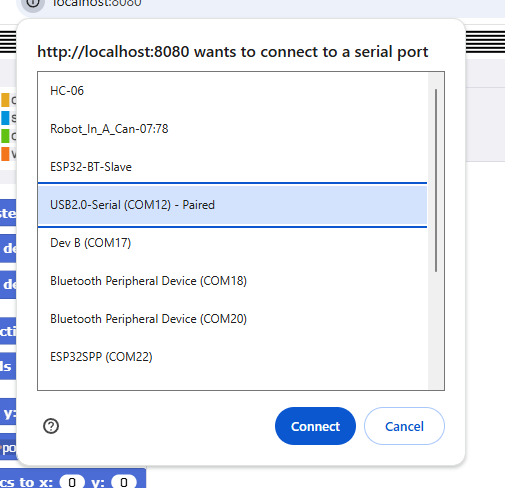 localhost:8080
http://localhost:8080 wants to connect to a serial port
HC-06
Robot_In_A_Can-07:78
ESP32-BT-Slave
USB2.0-Serial (COM12) - Paired
Dev B (COM17)
Bluetooth Peripheral Device (COM18)
Bluetooth Peripheral Device (COM20)
ESP32SPP (COM22)
Connect
Cancel
y:
cs to x: 0 y: 0